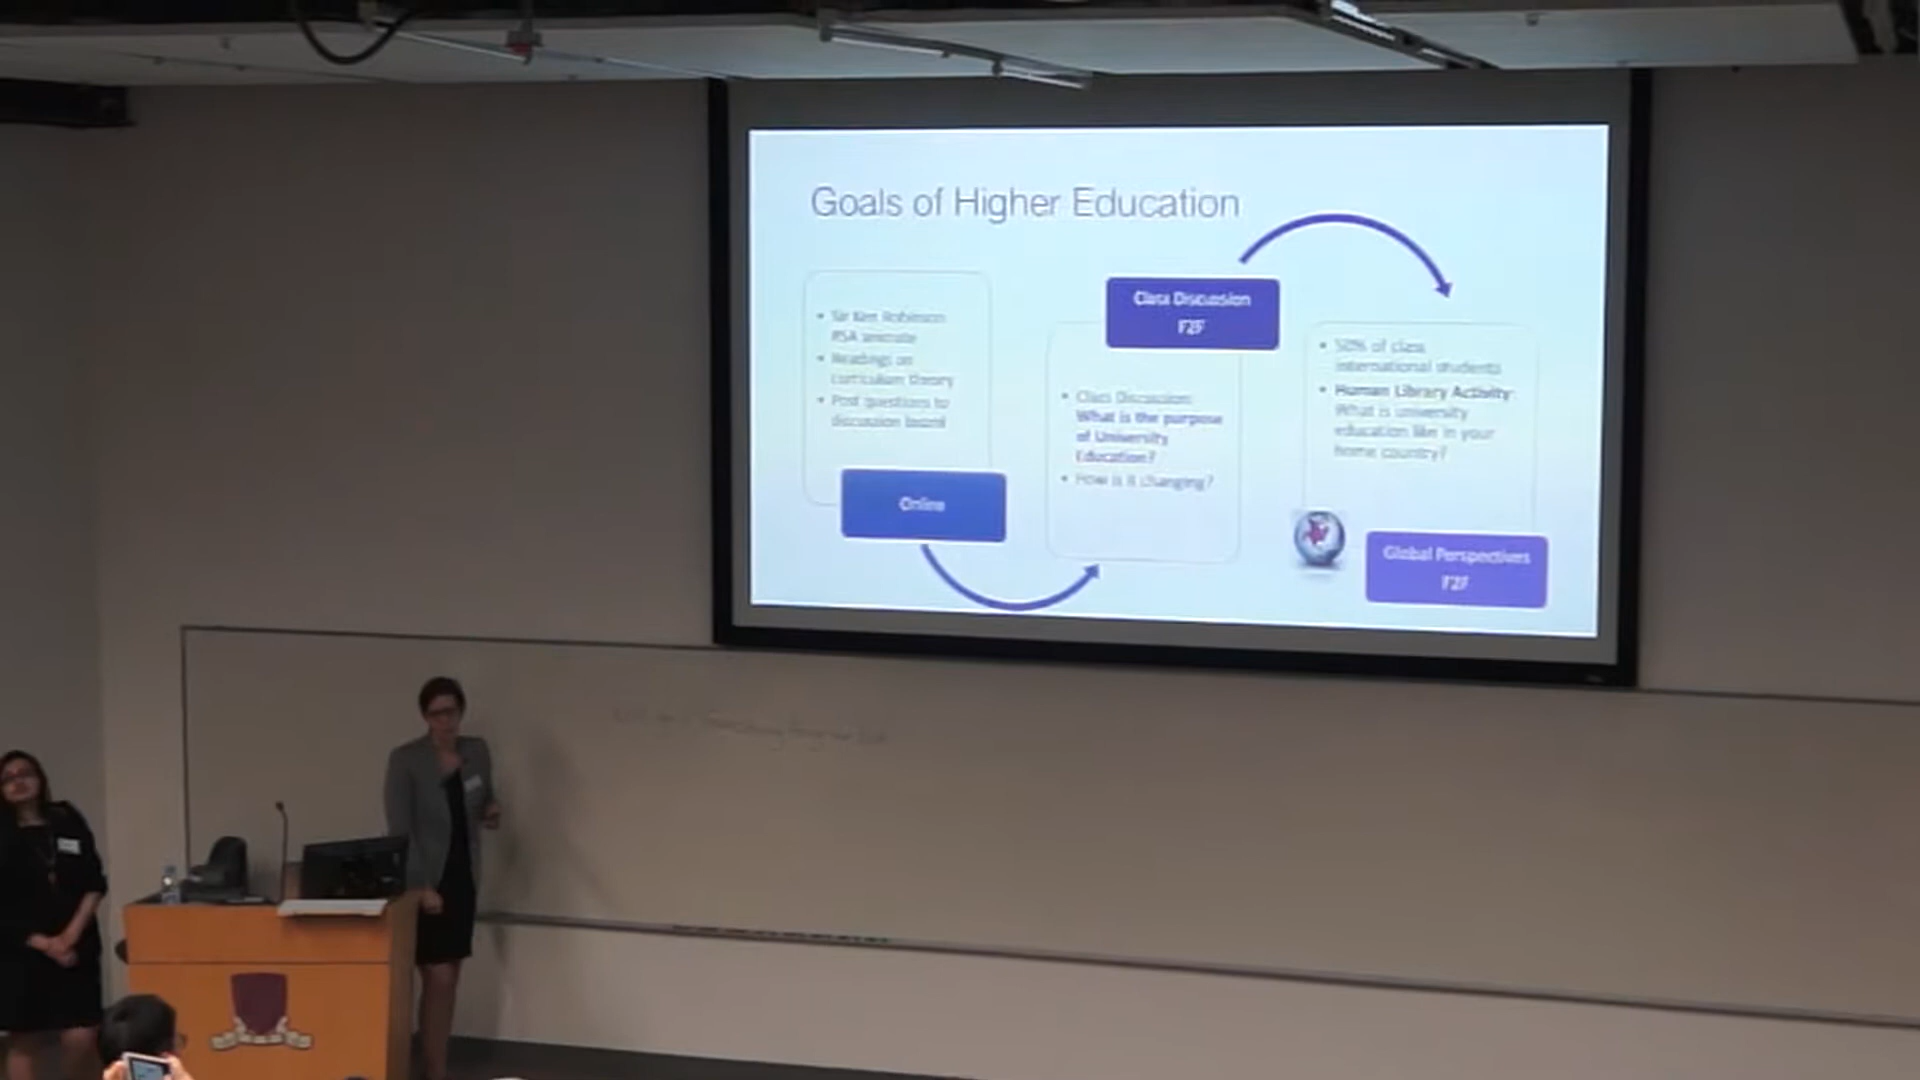 Goals of Higher Education
• Sir Ken Robinson
RSA animate
• Readings on
curriculum theory
• Post questions to
discussion board
Online
Class Discussion
F2F
• Class Discussion:
What is the purpose
of University
Education?
• How is it changing?
• 50% of class
international students
• Human Library Activity:
What is university
education like in your
home country?
Global Perspectives
F2F